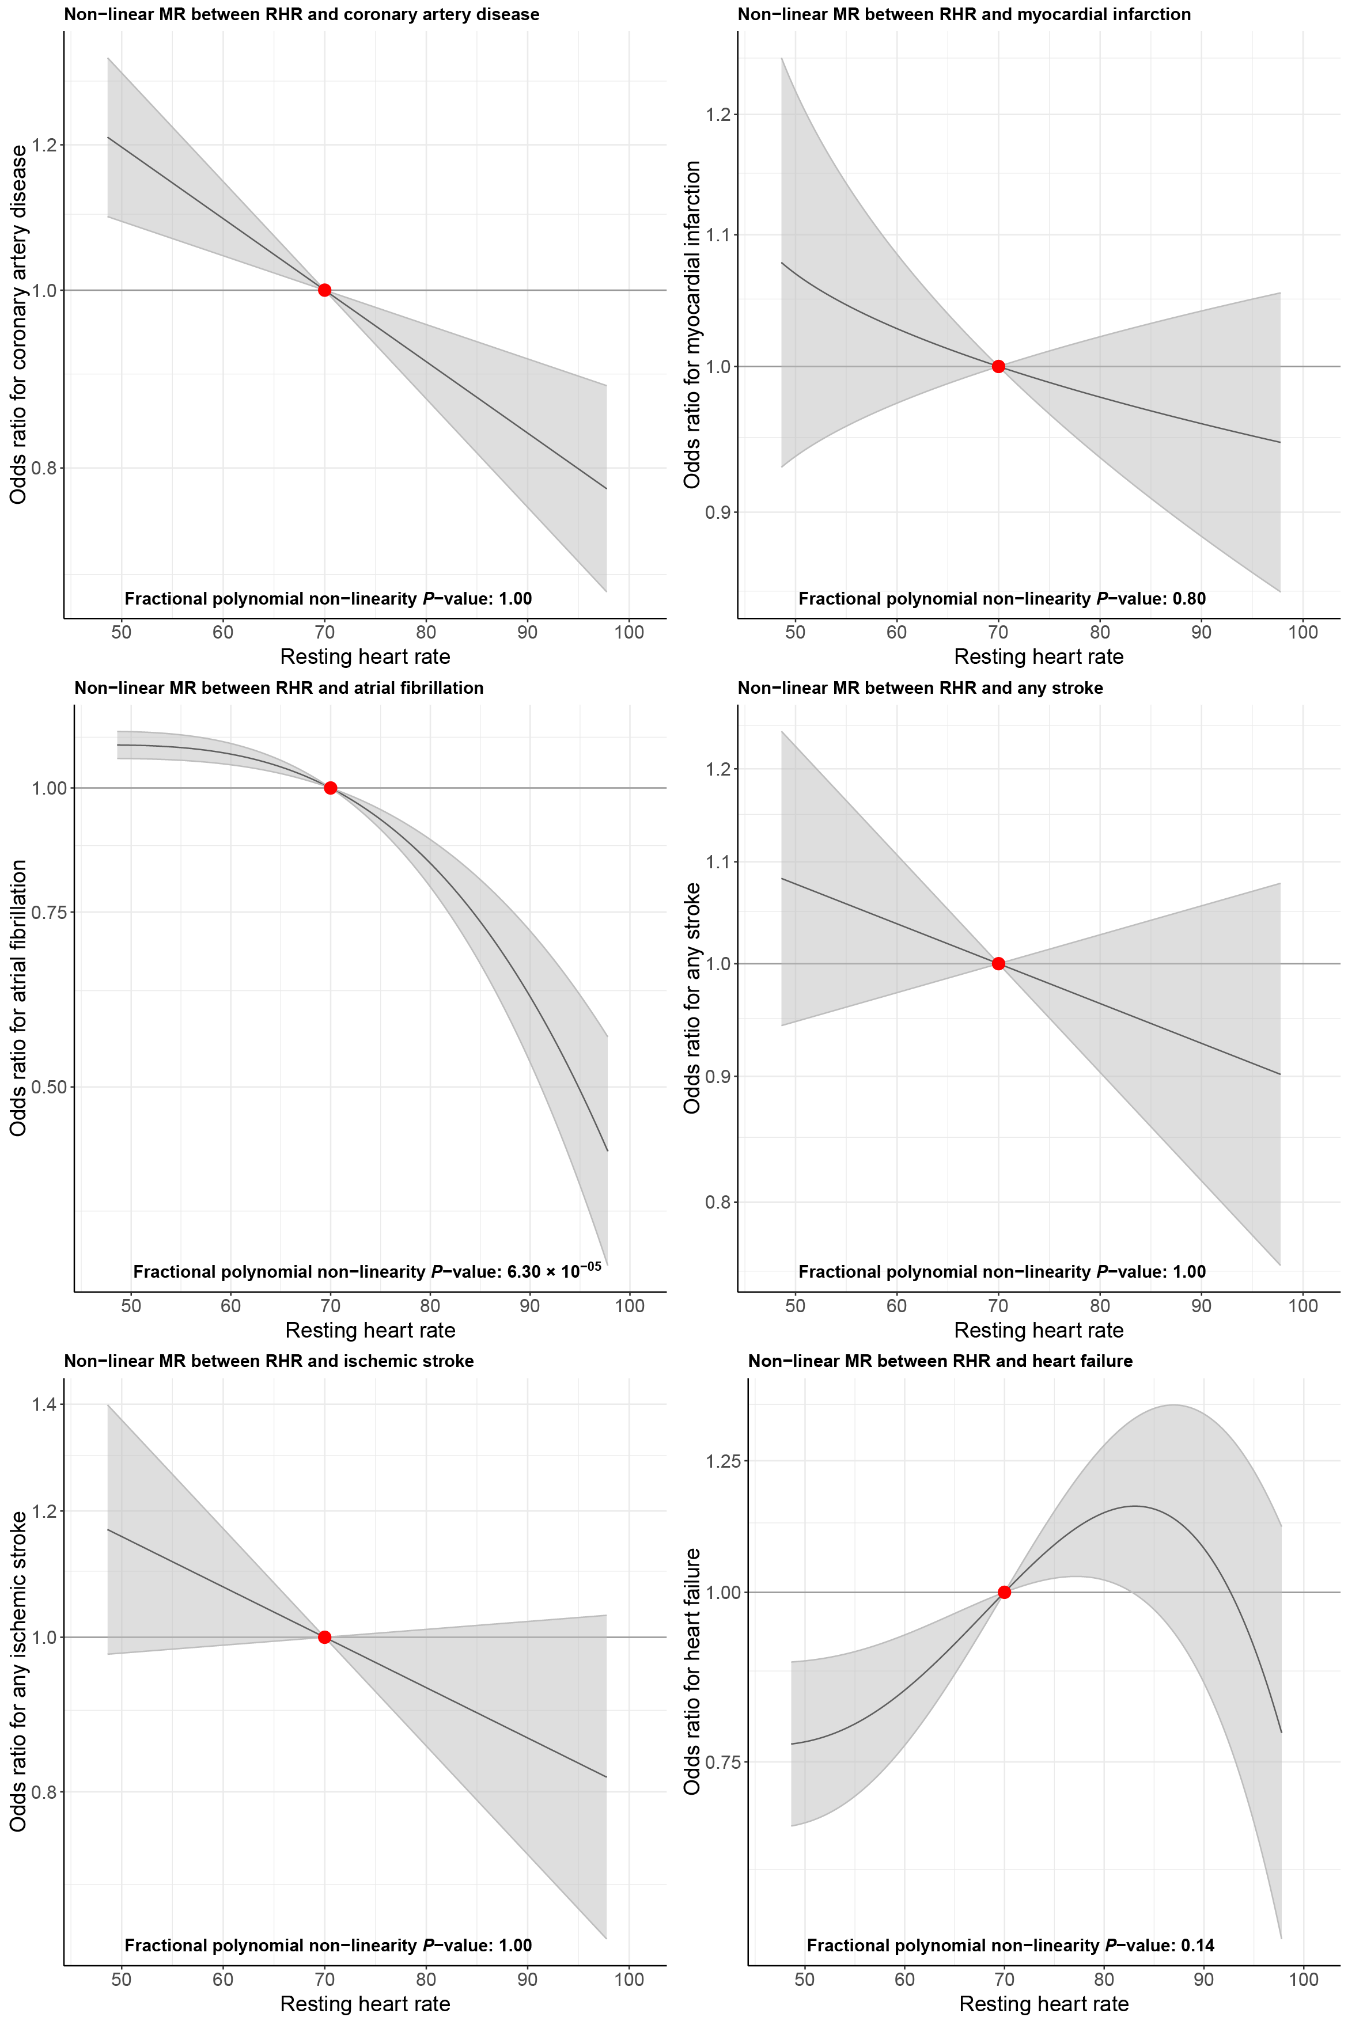 Non−linear MR between RHR and coronary artery disease
Odds ratio for coronary artery disease
1.2
1.0
0.8
Fractional polynomial non−linearity P−value: 1.00
50 60 70 80 90 100
Resting heart rate
Non−linear MR between RHR and myocardial infarction
Odds ratio for myocardial infarction
1.2
1.1
1.0
0.9
Fractional polynomial non−linearity P−value: 0.80
50 60 70 80 90 100
Resting heart rate
Non−linear MR between RHR and atrial fibrillation
Odds ratio for atrial fibrillation
1.00
0.75
0.50
Fractional polynomial non−linearity P−value: 6.30 × 10⁻⁰⁵
50 60 70 80 90 100
Resting heart rate
Non−linear MR between RHR and any stroke
Odds ratio for any stroke
1.2
1.1
1.0
0.9
0.8
Fractional polynomial non−linearity P−value: 1.00
50 60 70 80 90 100
Resting heart rate
Non−linear MR between RHR and ischemic stroke
Odds ratio for any ischemic stroke
1.4
1.2
1.0
0.8
Fractional polynomial non−linearity P−value: 1.00
50 60 70 80 90 100
Resting heart rate
Non−linear MR between RHR and heart failure
Odds ratio for heart failure
1.25
1.00
0.75
Fractional polynomial non−linearity P−value: 0.14
50 60 70 80 90 100
Resting heart rate